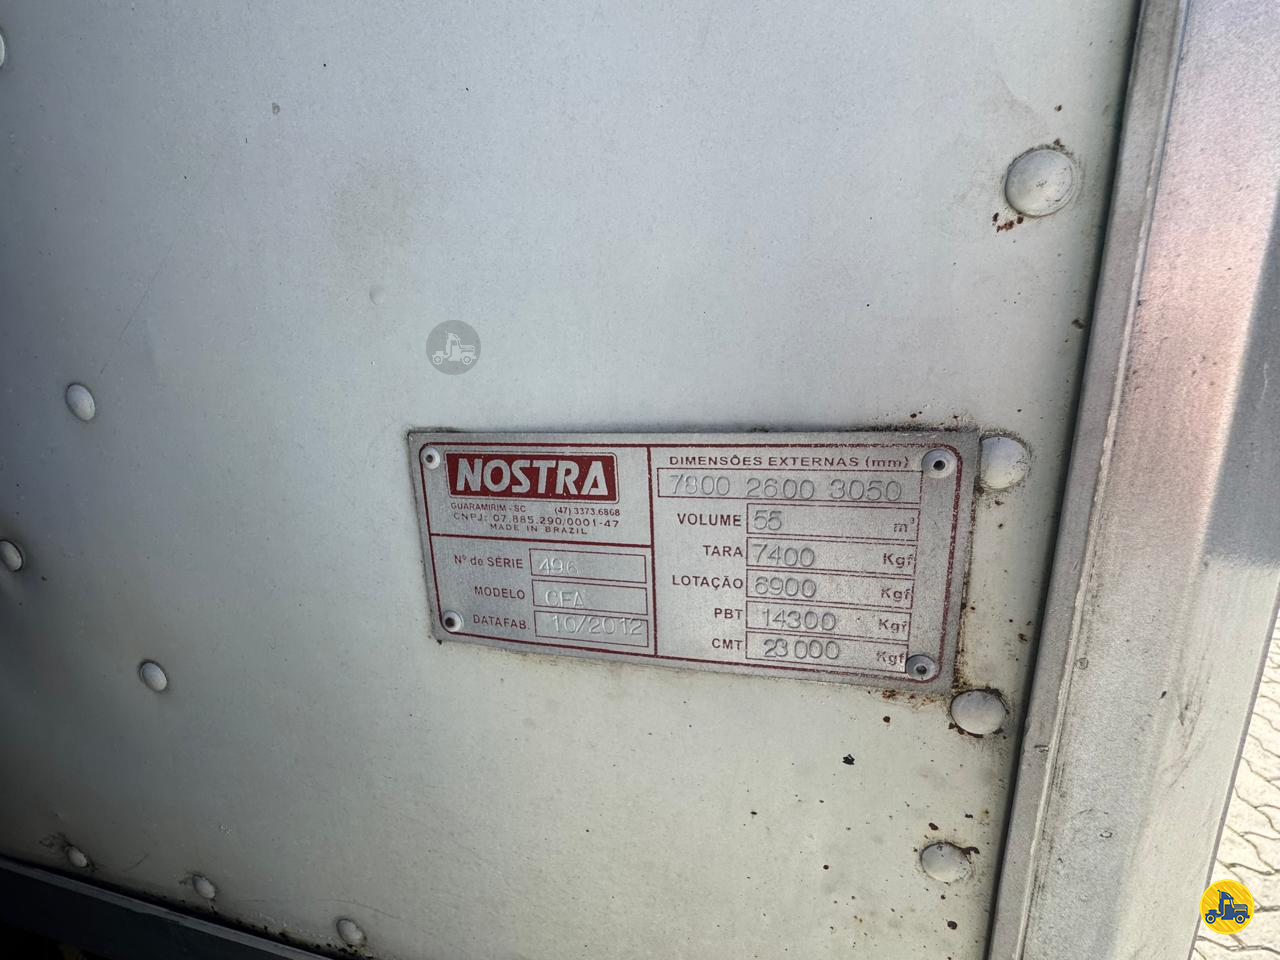 NOSTRA
GUARAMIRIM - SC (47) 3373.6868
CNPJ: 07.885.290/0001-47
MADE IN BRAZIL
Nº de SÉRIE 496
MODELO CFA
DATA FAB. 10/2012
DIMENSÕES EXTERNAS (mm)
7800 2600 3050
VOLUME 55 m³
TARA 7400 Kgf
LOTAÇÃO 6900 Kgf
PBT 14300 Kgf
CMT 23000 Kgf